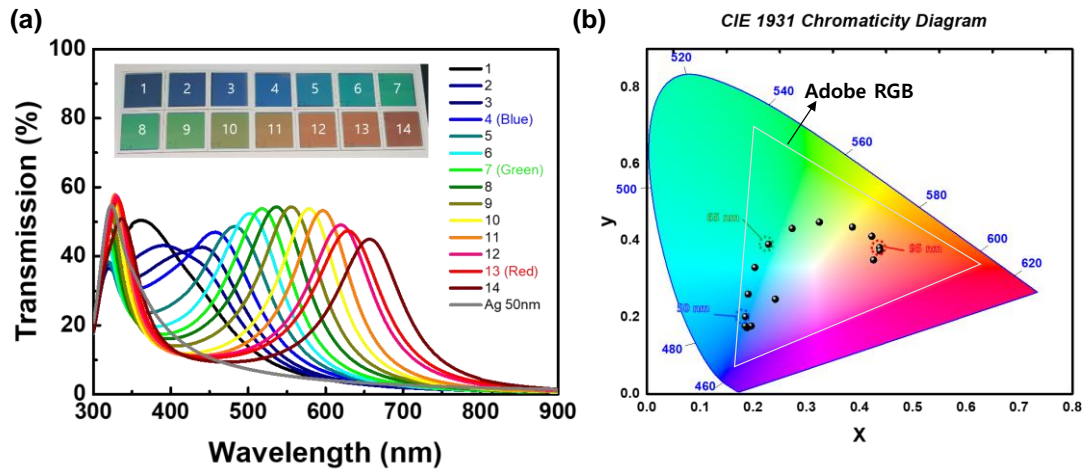 (a)
Transmission (%)
100
80
60
40
20
0
300 400 500 600 700 800 900
Wavelength (nm)
1 2 3 4 5 6 7
8 9 10 11 12 13 14
1
2
3
4 (Blue)
5
6
7 (Green)
8
9
10
11
12
13 (Red)
14
Ag 50nm
(b)
CIE 1931 Chromaticity Diagram
Adobe RGB
y
0.8
0.6
0.4
0.2
0.0
0.0 0.1 0.2 0.3 0.4 0.5 0.6 0.7 0.8
X
520
540
560
500
580
65 nm
95 nm
600
620
50 nm
480
460